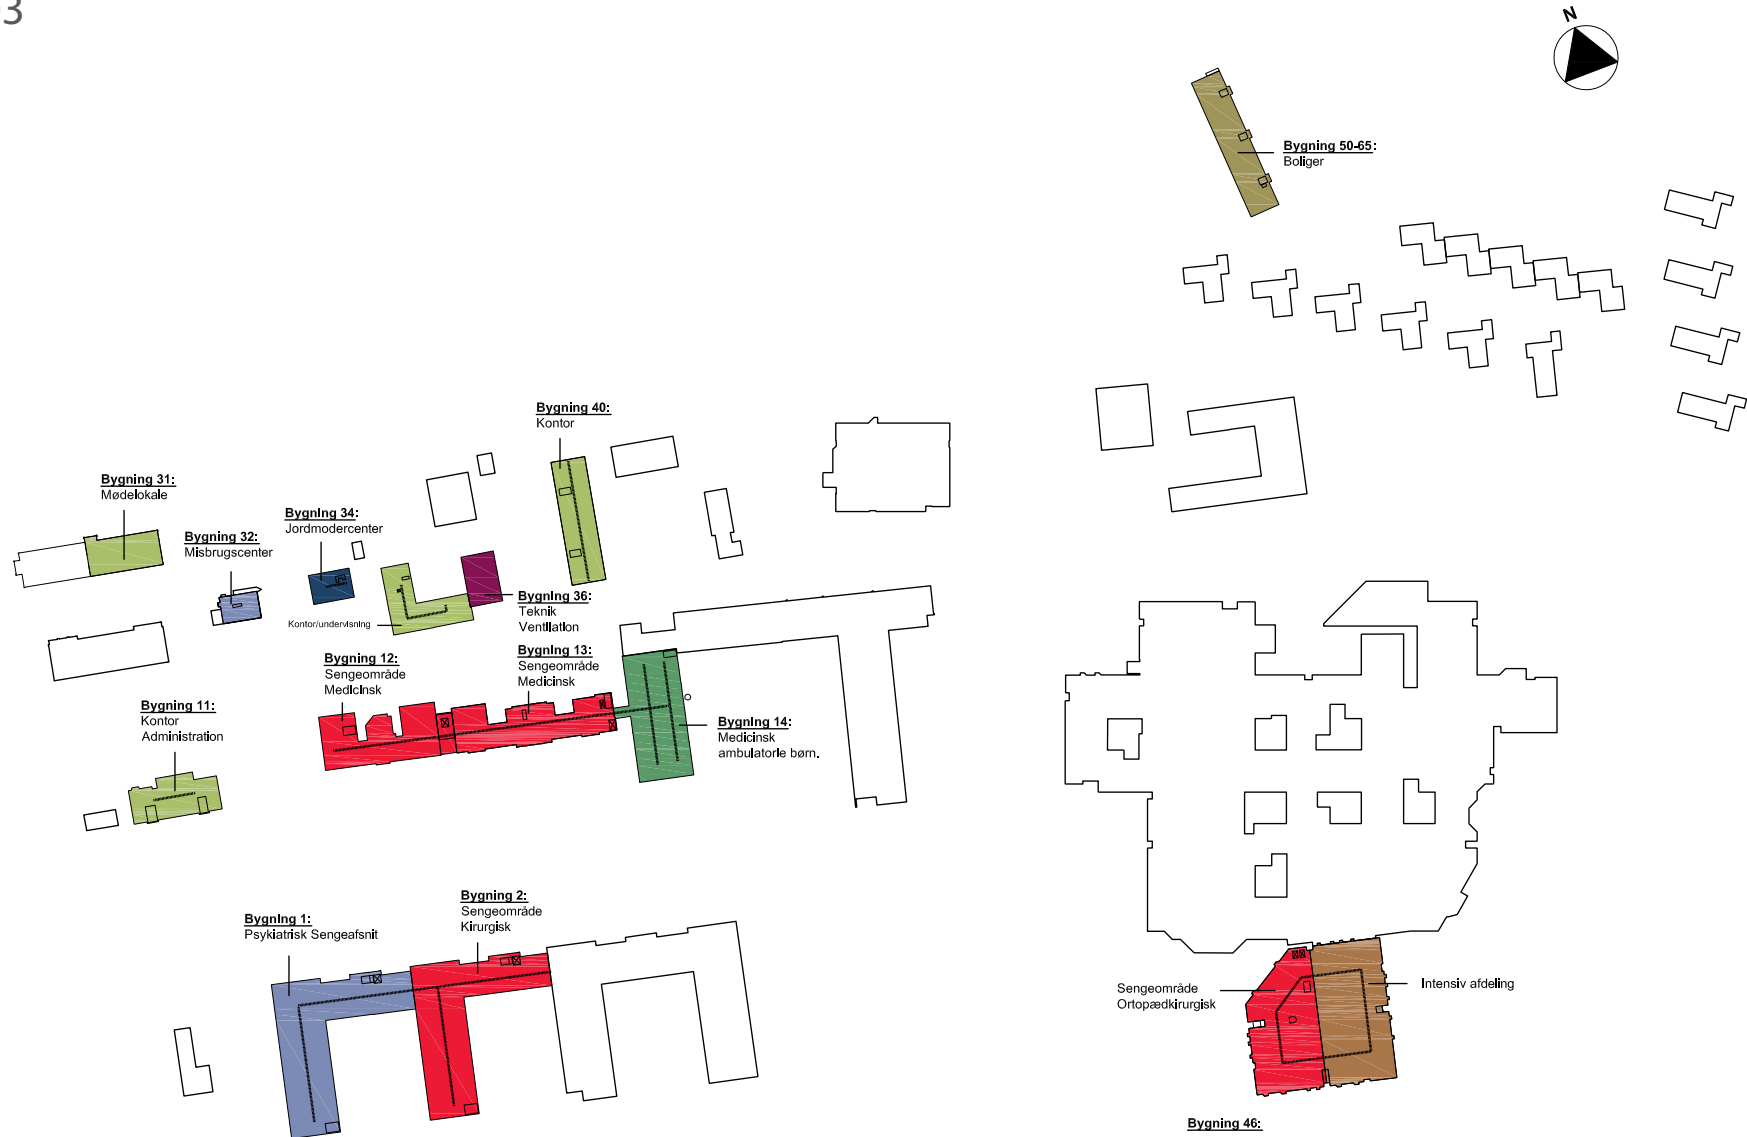 03
N
Bygning 50-65:
Boliger
Bygning 40:
Kontor
Bygning 31:
Mødelokale
Bygning 34:
Jordmodercenter
Bygning 32:
Misbrugscenter
Bygning 36:
Teknik
Ventilation
Kontor/undervisning
Bygning 12:
Sengeområde
Medicinsk
Bygning 13:
Sengeområde
Medicinsk
Bygning 11:
Kontor
Administration
Bygning 14:
Medicinsk
ambulatorie børn.
Bygning 2:
Sengeområde
Kirurgisk
Bygning 1:
Psykiatrisk Sengeafsnit
Sengeområde
Ortopædkirurgisk
Intensiv afdeling
Bygning 46: